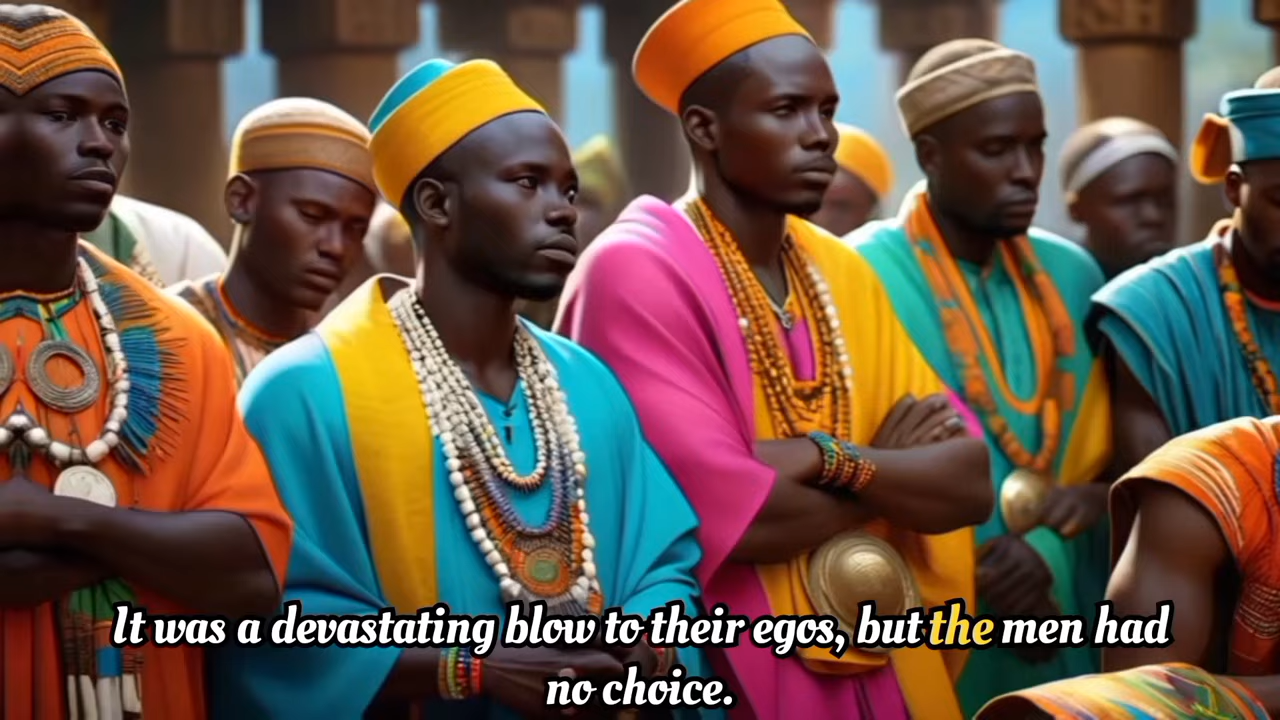 It was a devastating blow to their egos, but the men had
no choice.